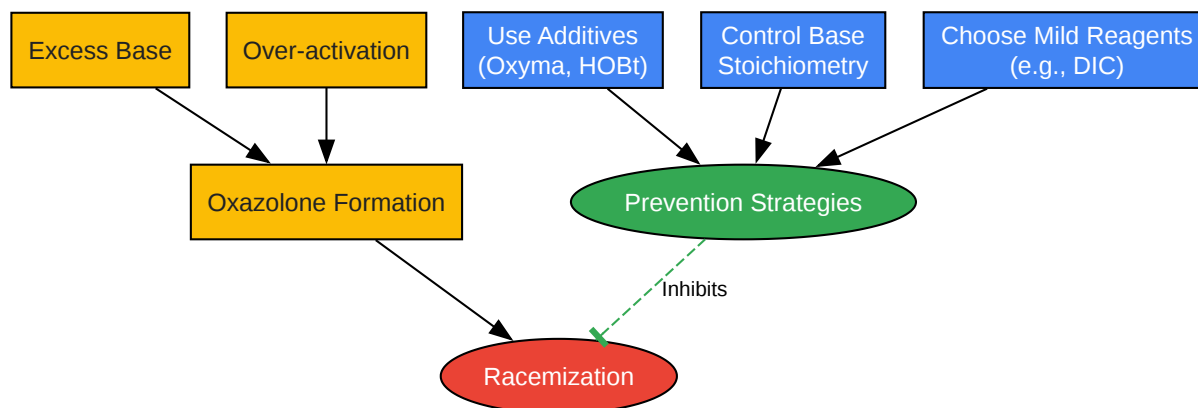 Excess Base
Over-activation
Use Additives
(Oxyma, HOBt)
Control Base
Stoichiometry
Choose Mild Reagents
(e.g., DIC)
Oxazolone Formation
Prevention Strategies
Inhibits
Racemization